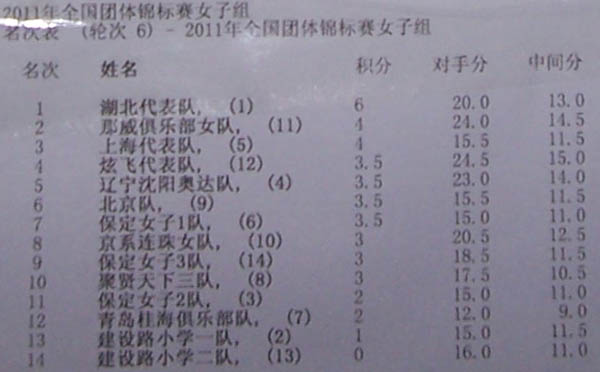 2011年全国团体锦标赛女子组
名次表 (轮次 6) - 2011年全国团体锦标赛女子组
名次 姓名 积分 对手分 中间分
1 湖北代表队, (1) 6 20.0 13.0
2 那威俱乐部女队, (11) 4 24.0 14.5
3 上海代表队, (5) 4 15.5 11.5
4 炫飞代表队, (12) 3.5 24.5 15.0
5 辽宁沈阳奥达队, (4) 3.5 23.0 14.0
6 北京队, (9) 3.5 15.5 11.5
7 保定女子1队, (6) 3.5 15.0 11.0
8 京系连珠女队, (10) 3 20.5 12.5
9 保定女子3队, (14) 3 18.5 11.5
10 聚贤天下三队, (8) 3 17.5 10.5
11 保定女子2队, (3) 2 15.0 11.0
12 青岛桂海俱乐部队, (7) 2 12.0 9.0
13 建设路小学一队, (2) 1 15.0 11.5
14 建设路小学二队, (13) 0 16.0 11.0